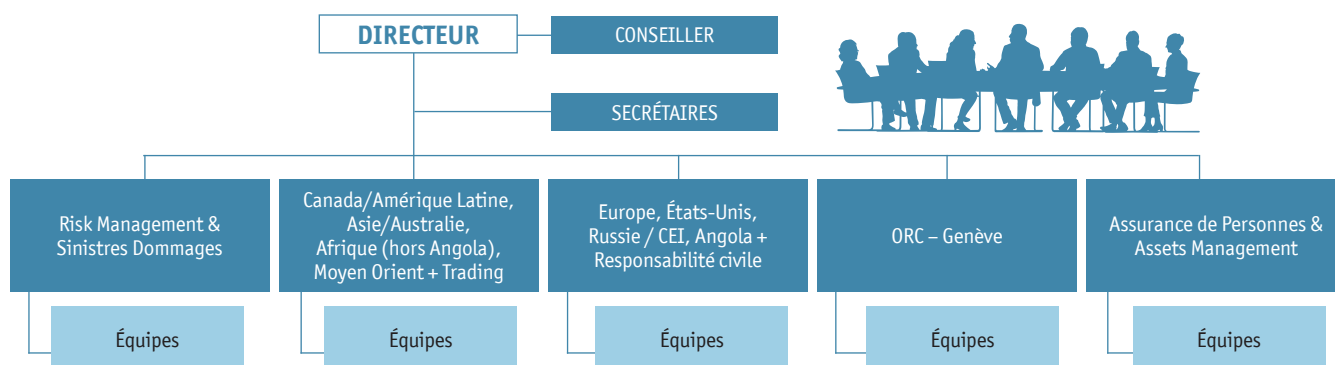 DIRECTEUR
CONSEILLER
SECRÉTAIRES
Risk Management &
Sinistres Dommages
Canada/Amérique Latine,
Asie/Australie,
Afrique (hors Angola),
Moyen Orient + Trading
Europe, États-Unis,
Russie / CEI, Angola +
Responsabilité civile
ORC – Genève
Assurance de Personnes &
Assets Management
Équipes
Équipes
Équipes
Équipes
Équipes